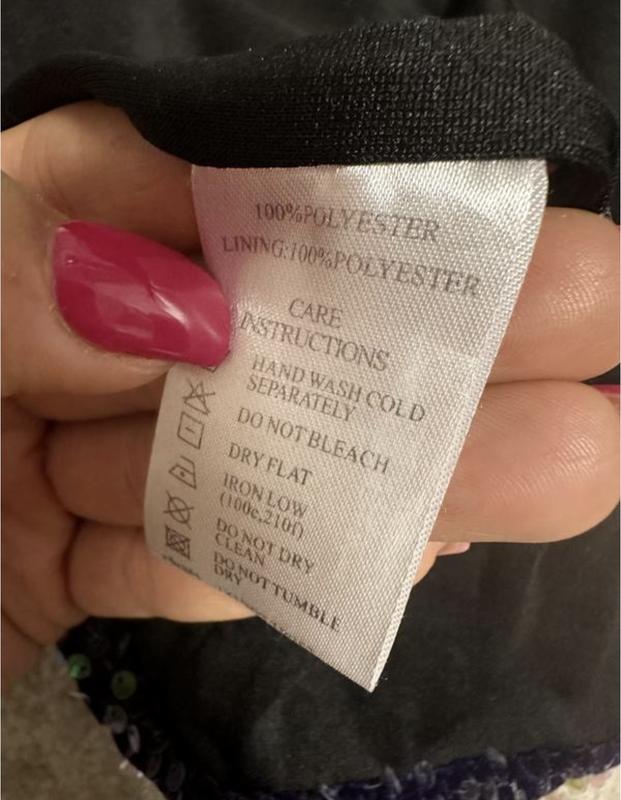 100%POLYESTER
LINING:100%POLYESTER
CARE
INSTRUCTIONS
HAND WASH COLD
SEPARATELY
DO NOT BLEACH
DRY FLAT
IRON LOW
(100c,210f)
DO NOT DRY
CLEAN
DO NOT TUMBLE
DRY